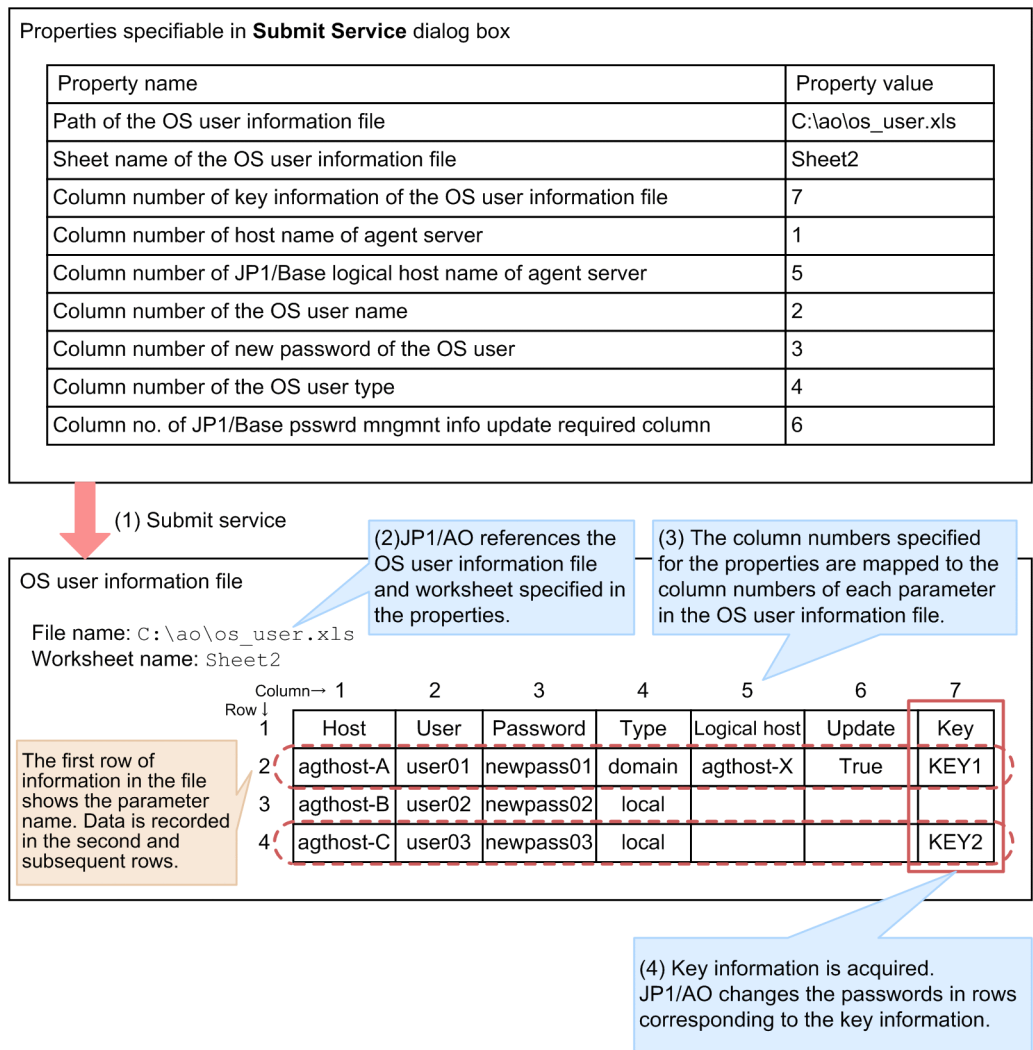 Properties specifiable in Submit Service dialog box
Property name Property value
Path of the OS user information file C:\ao\os_user.xls
Sheet name of the OS user information file Sheet2
Column number of key information of the OS user information file 7
Column number of host name of agent server 1
Column number of JP1/Base logical host name of agent server 5
Column number of the OS user name 2
Column number of new password of the OS user 3
Column number of the OS user type 4
Column no. of JP1/Base psswrd mngmnt info update required column 6
(1) Submit service
(2)JP1/AO references the
OS user information file
and worksheet specified in
the properties.
(3) The column numbers specified
for the properties are mapped to the
column numbers of each parameter
in the OS user information file.
OS user information file
File name: C:\ao\os_user.xls
Worksheet name: Sheet2
Column→ 1 2 3 4 5 6 7
Row↓
1 Host User Password Type Logical host Update Key
2 agthost-A user01 newpass01 domain agthost-X True KEY1
3 agthost-B user02 newpass02 local
4 agthost-C user03 newpass03 local KEY2
The first row of
information in the file
shows the parameter
name. Data is recorded
in the second and
subsequent rows.
(4) Key information is acquired.
JP1/AO changes the passwords in rows
corresponding to the key information.